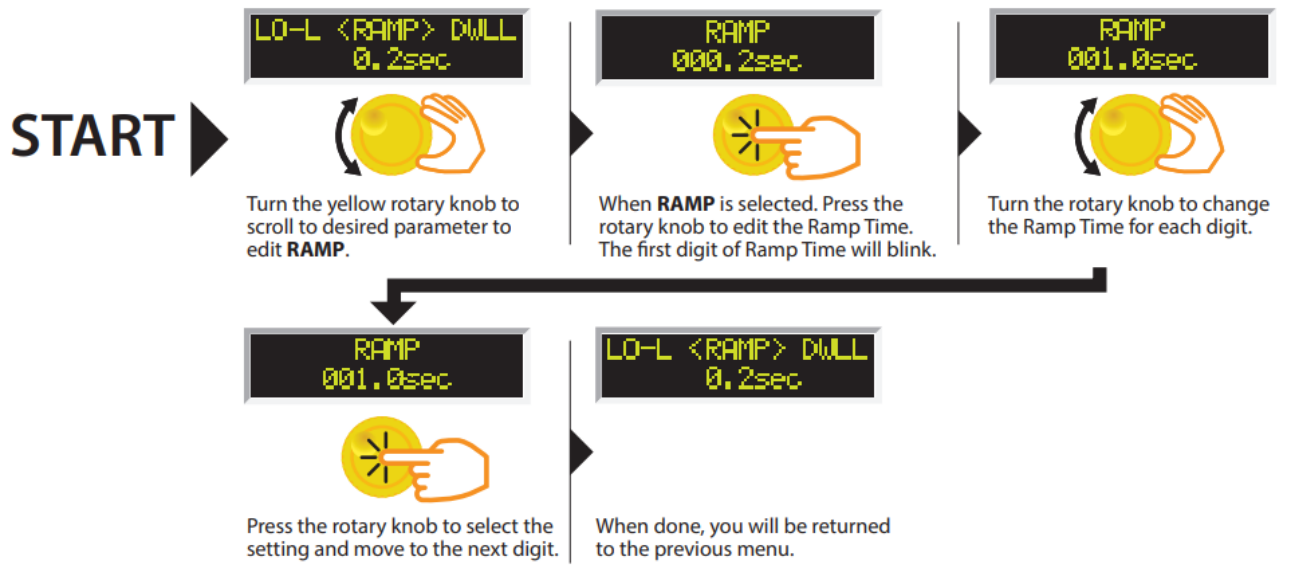 START
LO-L <RAMP> DWLL
0.2sec
Turn the yellow rotary knob to
scroll to desired parameter to
edit RAMP.
RAMP
000.2sec
When RAMP is selected. Press the
rotary knob to edit the Ramp Time.
The first digit of Ramp Time will blink.
RAMP
001.0sec
Turn the rotary knob to change
the Ramp Time for each digit.
RAMP
001.0sec
Press the rotary knob to select the
setting and move to the next digit.
LO-L <RAMP> DWLL
0.2sec
When done, you will be returned
to the previous menu.